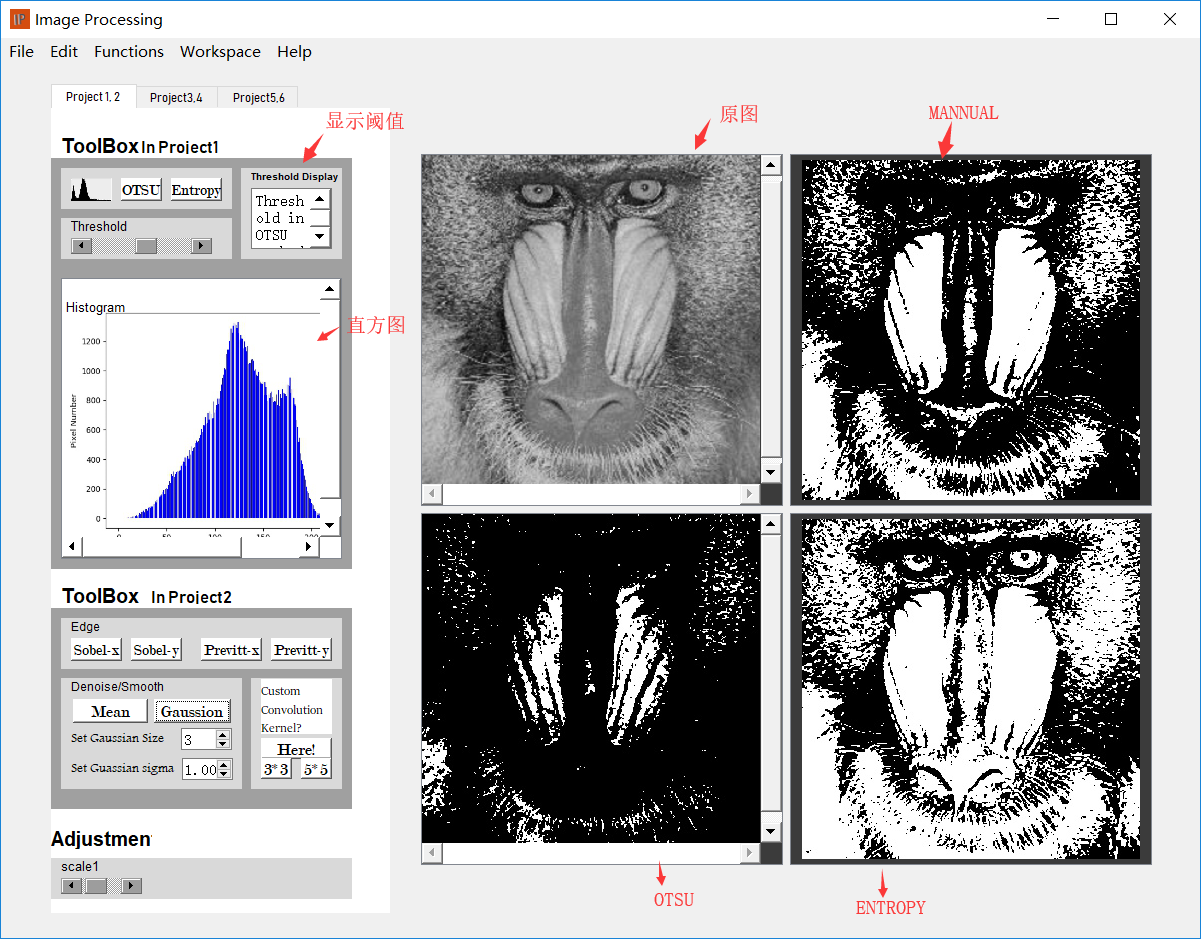 IP Image Processing
File Edit Functions Workspace Help
Project1, 2 Project3,4 Project5,6
显示阈值
原图
MANNUAL
ToolBox In Project1
OTSU Entropy
Threshold Display
Thresh
old in
OTSU
Threshold
Histogram
直方图
1200
1000
800
600
400
200
0
Pixel Number
0 50 100 150 200
ToolBox In Project2
Edge
Sobel-x Sobel-y Previtt-x Previtt-y
Denoise/Smooth
Mean Gaussion
Set Gaussian Size 3
Set Guassian sigma 1.00
Custom
Convolution
Kernel?
Here!
3*3 5*5
Adjustmen
scale1
OTSU
ENTROPY